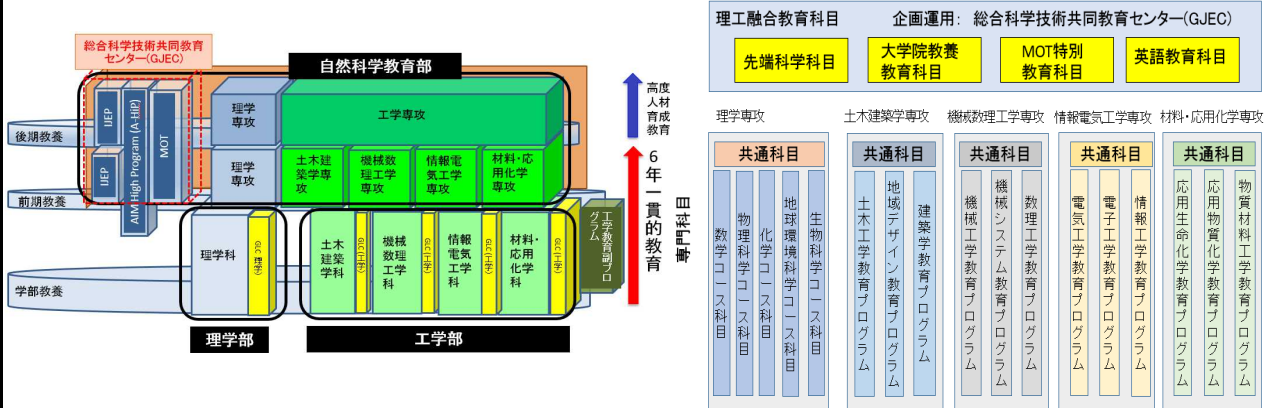 総合科学技術共同教育
センター(GJEC)
自然科学教育部
高度
人材
育成
教育
IJEP
AIM High Program (A-HiP)
MOT
理学
専攻
工学専攻
後期教養
IJEP
理学
専攻
土木建
築学専
攻
機械数
理工学
専攻
情報電
気工学
専攻
材料・応
用化学
専攻
前期教養
6年一貫的教育
専門科目
理学科
GLC(理学)
土木
建築
学科
GLC(工学)
機械
数理
工学
科
GLC(工学)
情報
電気
工学
科
GLC(工学)
材料・
応用
化学
科
GLC(工学)
工学教育副プロ
グラム
学部教養
理学部
工学部
理工融合教育科目
企画運用: 総合科学技術共同教育センター(GJEC)
先端科学科目
大学院教養
教育科目
MOT特別
教育科目
英語教育科目
理学専攻
土木建築学専攻
機械数理工学専攻
情報電気工学専攻
材料・応用化学専攻
共通科目
共通科目
共通科目
共通科目
共通科目
数学コース科目
物理科学コース科目
化学コース科目
地球環境科学コース科目
生物科学コース科目
土木工学教育プログラム
地域デザイン教育プログラム
建築学教育プログラム
機械工学教育プログラム
機械システム教育プログラム
数理工学教育プログラム
電気工学教育プログラム
電子工学教育プログラム
情報工学教育プログラム
応用生命化学教育プログラム
応用物質化学教育プログラム
物質材料工学教育プログラム